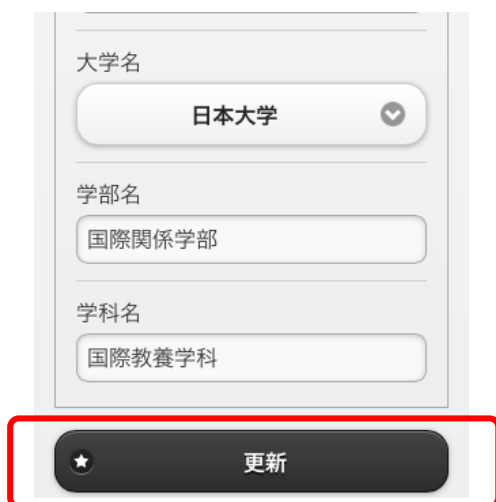 大学名
日本大学
学部名
国際関係学部
学科名
国際教養学科
更新